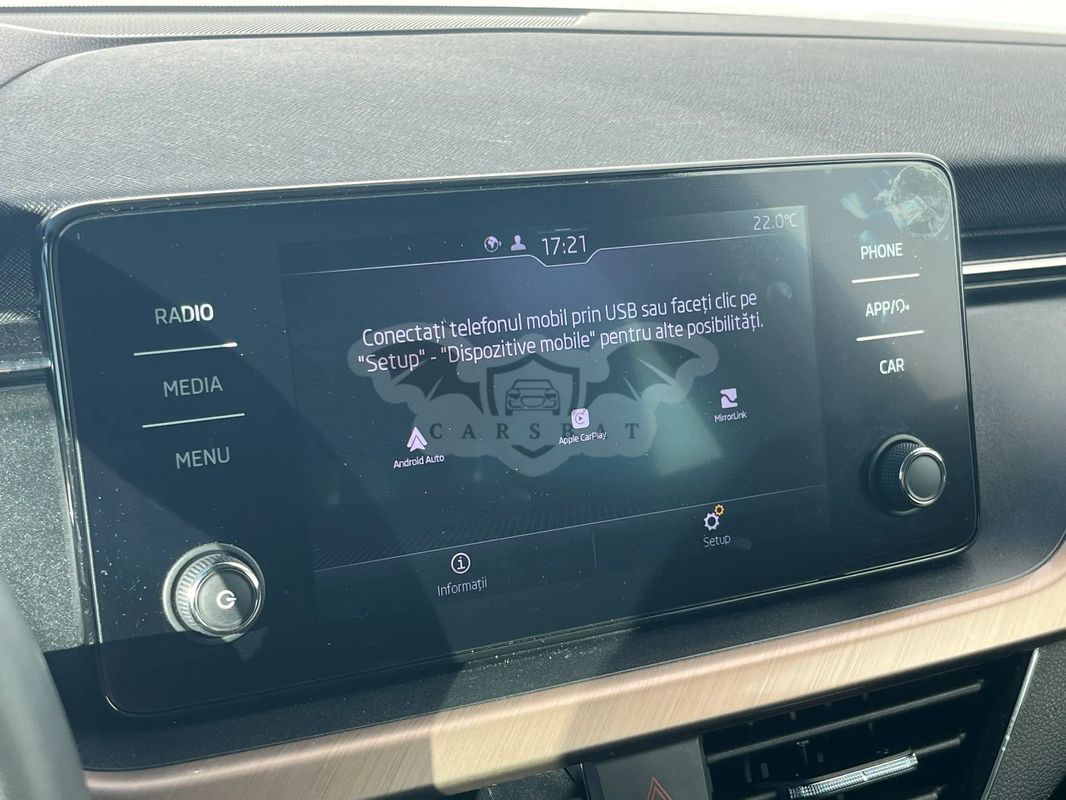 17:21
22.0°C
RADIO
MEDIA
MENU
Conectați telefonul mobil prin USB sau faceți clic pe
"Setup" - "Dispozitive mobile" pentru alte posibilități.
PHONE
APP/
CAR
CARSBAT
Android Auto
Apple CarPlay
MirrorLink
Informații
Setup